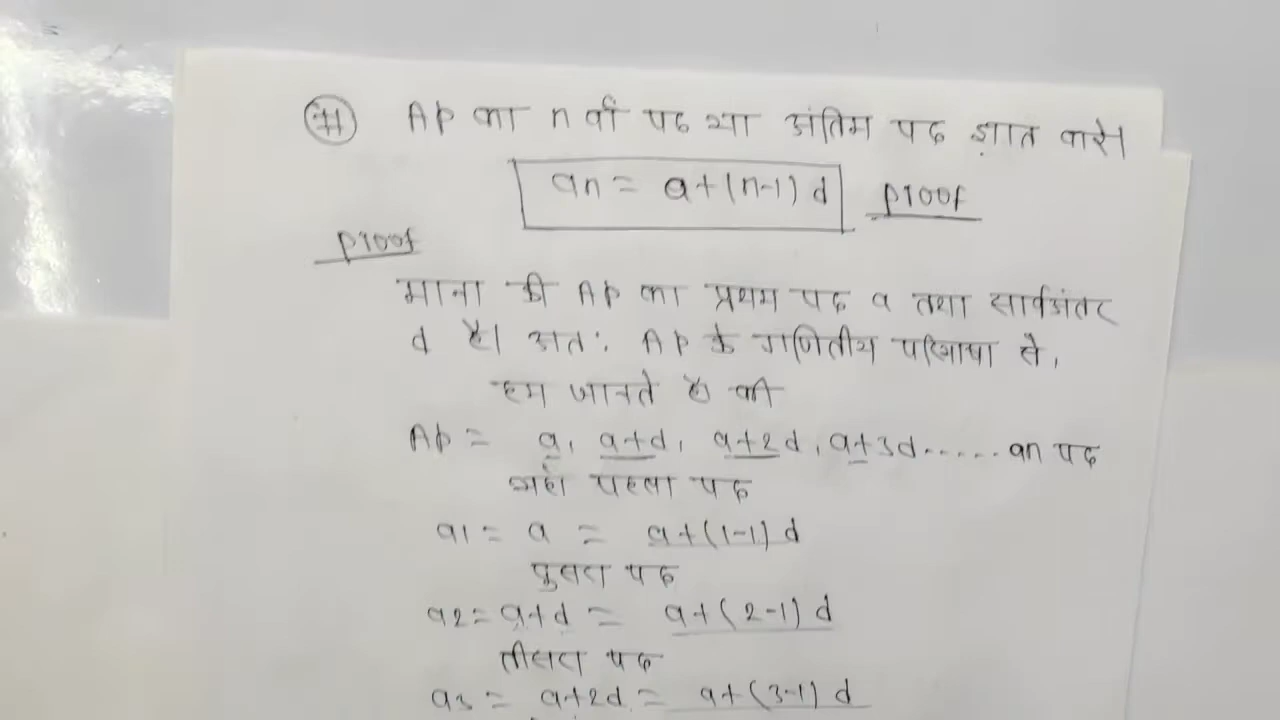 # AP का n वाँ पद या अंतिम पद ज्ञात करे।
an = a+(n-1) d proof
proof
माना की AP का प्रथम पद a तथा सार्वअंतर
d है। अतः AP के गणितीय परिभाषा से,
हम जानते है की
AP = a, a+d, a+2d, a+3d..... an पद
यहाँ पहला पद
a1 = a = a+(1-1) d
दुसरा पद
a2 = a+d = a+(2-1) d
तीसरा पद
a3 = a+2d = a+(3-1) d